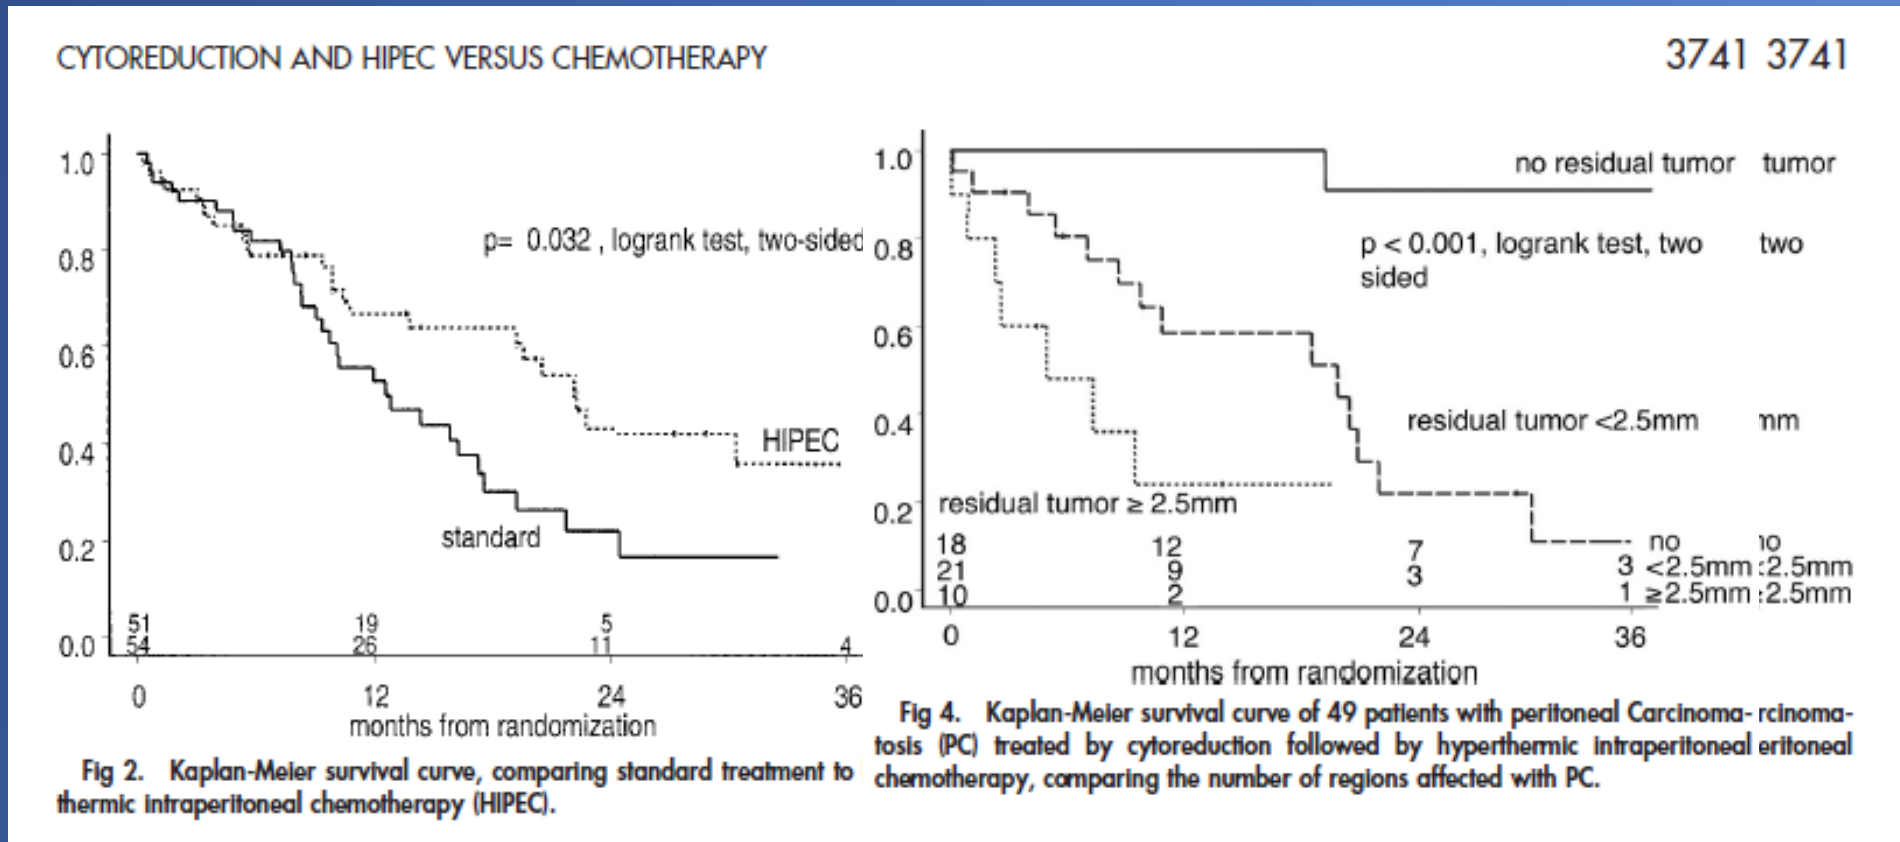 CYTOREDUCTION AND HIPEC VERSUS CHEMOTHERAPY
3741 3741
1.0
0.8
0.6
0.4
0.2
0.0
p= 0.032 , logrank test, two-sided
HIPEC
standard
51 19 5
54 26 11 4
0 12 24 36
months from randomization
Fig 2. Kaplan-Meier survival curve, comparing standard treatment to
thermic intraperitoneal chemotherapy (HIPEC).
1.0
0.8
0.6
0.4
0.2
0.0
no residual tumor tumor
p < 0.001, logrank test, two two
sided
residual tumor <2.5mm mm
residual tumor ≥ 2.5mm
18 12 7 no no
21 9 3 3 <2.5mm :2.5mm
10 2 1 ≥2.5mm :2.5mm
0 12 24 36
months from randomization
Fig 4. Kaplan-Meier survival curve of 49 patients with peritoneal Carcinoma- rcinoma-
tosis (PC) treated by cytoreduction followed by hyperthermic intraperitoneal eritoneal
chemotherapy, comparing the number of regions affected with PC.